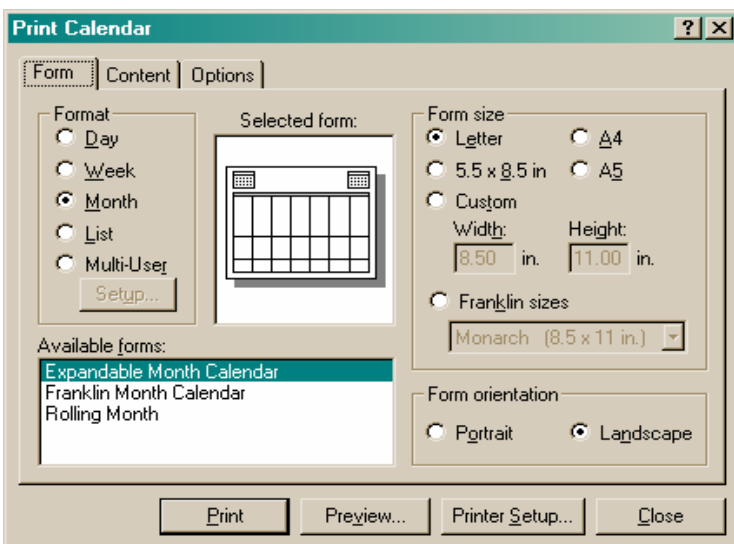 Print Calendar
Form Content Options
Format
Day
Week
Month
List
Multi-User
Setup...
Selected form:
Form size
Letter A4
5.5 x 8.5 in A5
Custom
Width: Height:
8.50 in. 11.00 in.
Franklin sizes
Monarch (8.5 x 11 in.)
Available forms:
Expandable Month Calendar
Franklin Month Calendar
Rolling Month
Form orientation
Portrait Landscape
Print Preview... Printer Setup... Close